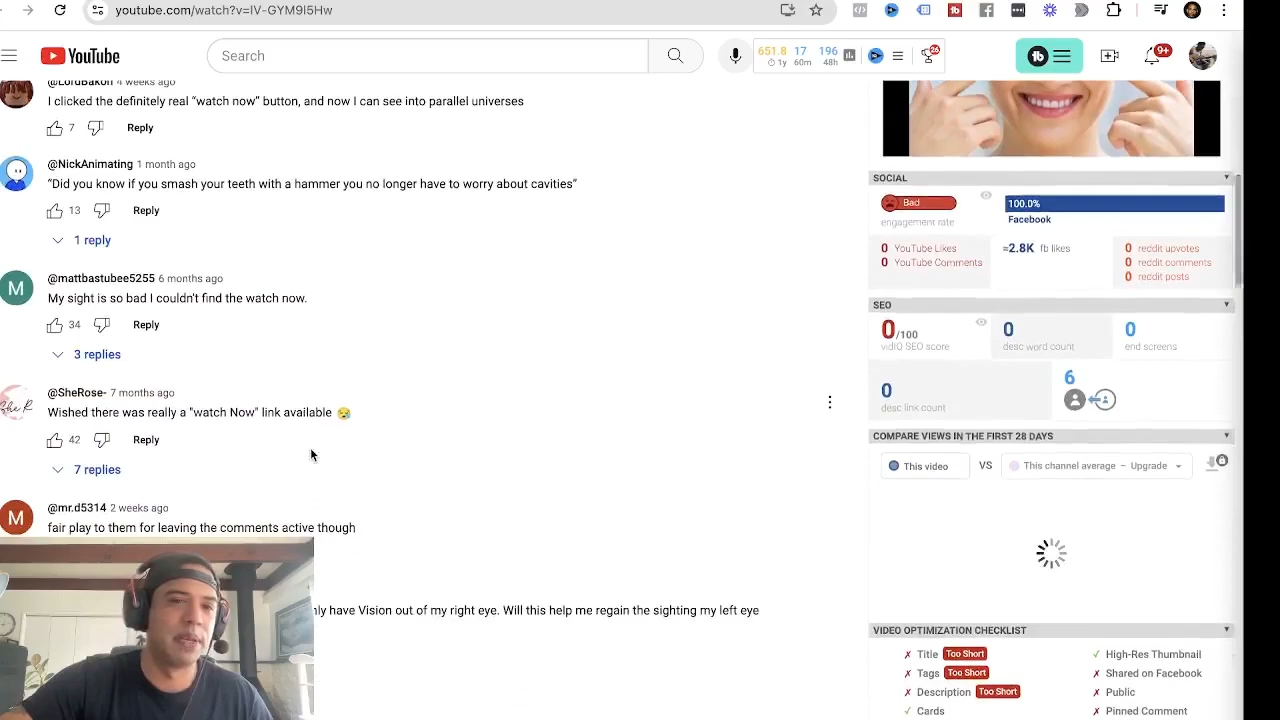 youtube.com/watch?v=IV-GYM9I5Hw
YouTube
Search
651.8 17 196
1y 60m 48h
26
9+
@LordBakon 4 weeks ago
I clicked the definitely real “watch now” button, and now I can see into parallel universes
7 Reply
@NickAnimating 1 month ago
“Did you know if you smash your teeth with a hammer you no longer have to worry about cavities”
13 Reply
1 reply
M
@mattbastubee5255 6 months ago
My sight is so bad I couldn't find the watch now.
34 Reply
3 replies
She R
@SheRose- 7 months ago
Wished there was really a "watch Now" link available 😥
42 Reply
7 replies
M
@mr.d5314 2 weeks ago
fair play to them for leaving the comments active though
nly have Vision out of my right eye. Will this help me regain the sighting my left eye
SOCIAL
Bad
engagement rate
100.0%
Facebook
0 YouTube Likes
0 YouTube Comments
≈2.8K fb likes
0 reddit upvotes
0 reddit comments
0 reddit posts
SEO
0/100
vidIQ SEO score
0
desc word count
0
end screens
0
desc link count
6
COMPARE VIEWS IN THE FIRST 28 DAYS
This video VS This channel average – Upgrade
VIDEO OPTIMIZATION CHECKLIST
✗ Title Too Short
✗ Tags Too Short
✗ Description Too Short
✓ Cards
✓ High-Res Thumbnail
✗ Shared on Facebook
✗ Public
✗ Pinned Comment